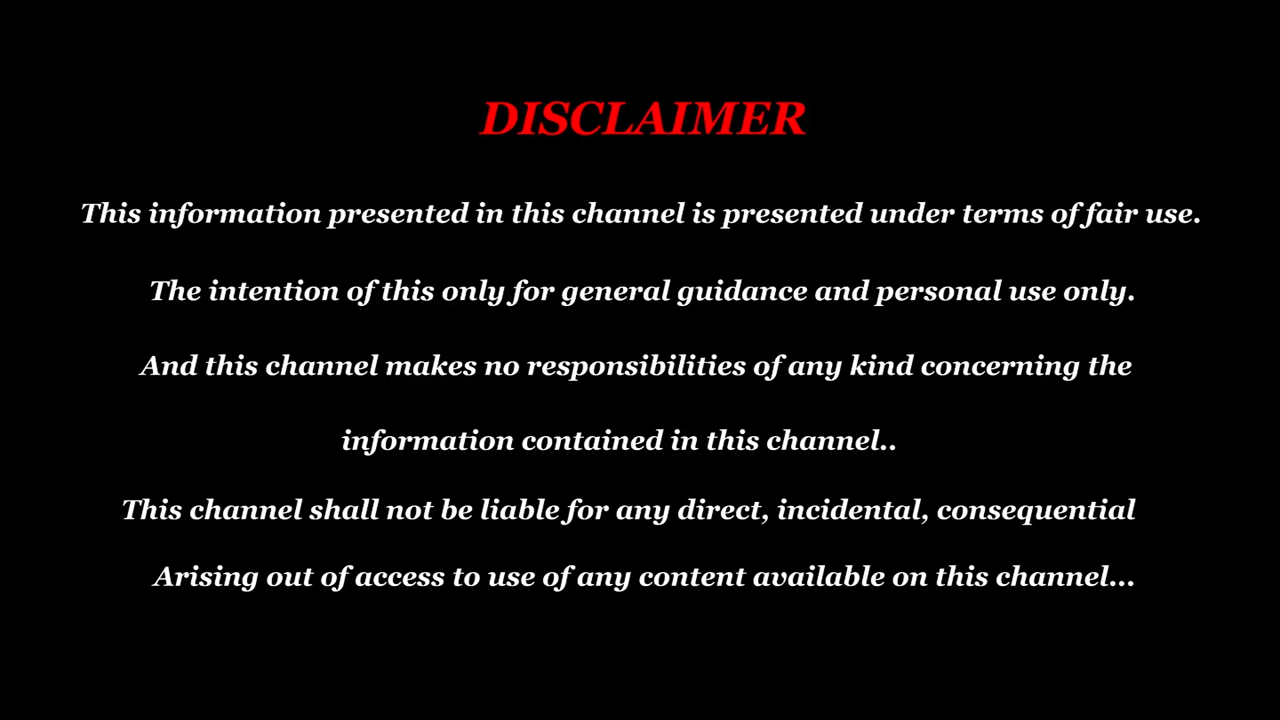 DISCLAIMER
This information presented in this channel is presented under terms of fair use.
The intention of this only for general guidance and personal use only.
And this channel makes no responsibilities of any kind concerning the
information contained in this channel..
This channel shall not be liable for any direct, incidental, consequential
Arising out of access to use of any content available on this channel...